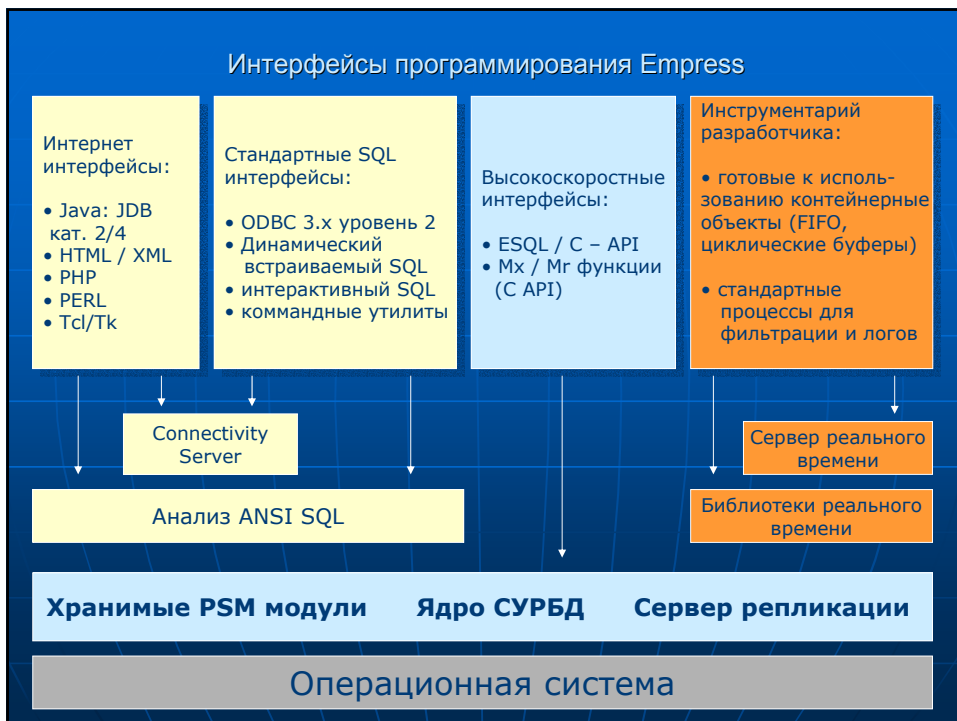 Интерфейсы программирования Empress
Интернет
интерфейсы:
• Java: JDB
кат. 2/4
• HTML / XML
• PHP
• PERL
• Tcl/Tk
Стандартные SQL
интерфейсы:
• ODBC 3.x уровень 2
• Динамический
встраиваемый SQL
• интерактивный SQL
• коммандные утилиты
Высокоскоростные
интерфейсы:
• ESQL / C – API
• Mx / Mr функции
(C API)
Инструментарий
разработчика:
• готовые к исполь-
зованию контейнерные
объекты (FIFO,
циклические буферы)
• стандартные
процессы для
фильтрации и логов
Connectivity
Server
Сервер реального
времени
Анализ ANSI SQL
Библиотеки реального
времени
Хранимые PSM модули Ядро СУРБД Сервер репликации
Операционная система